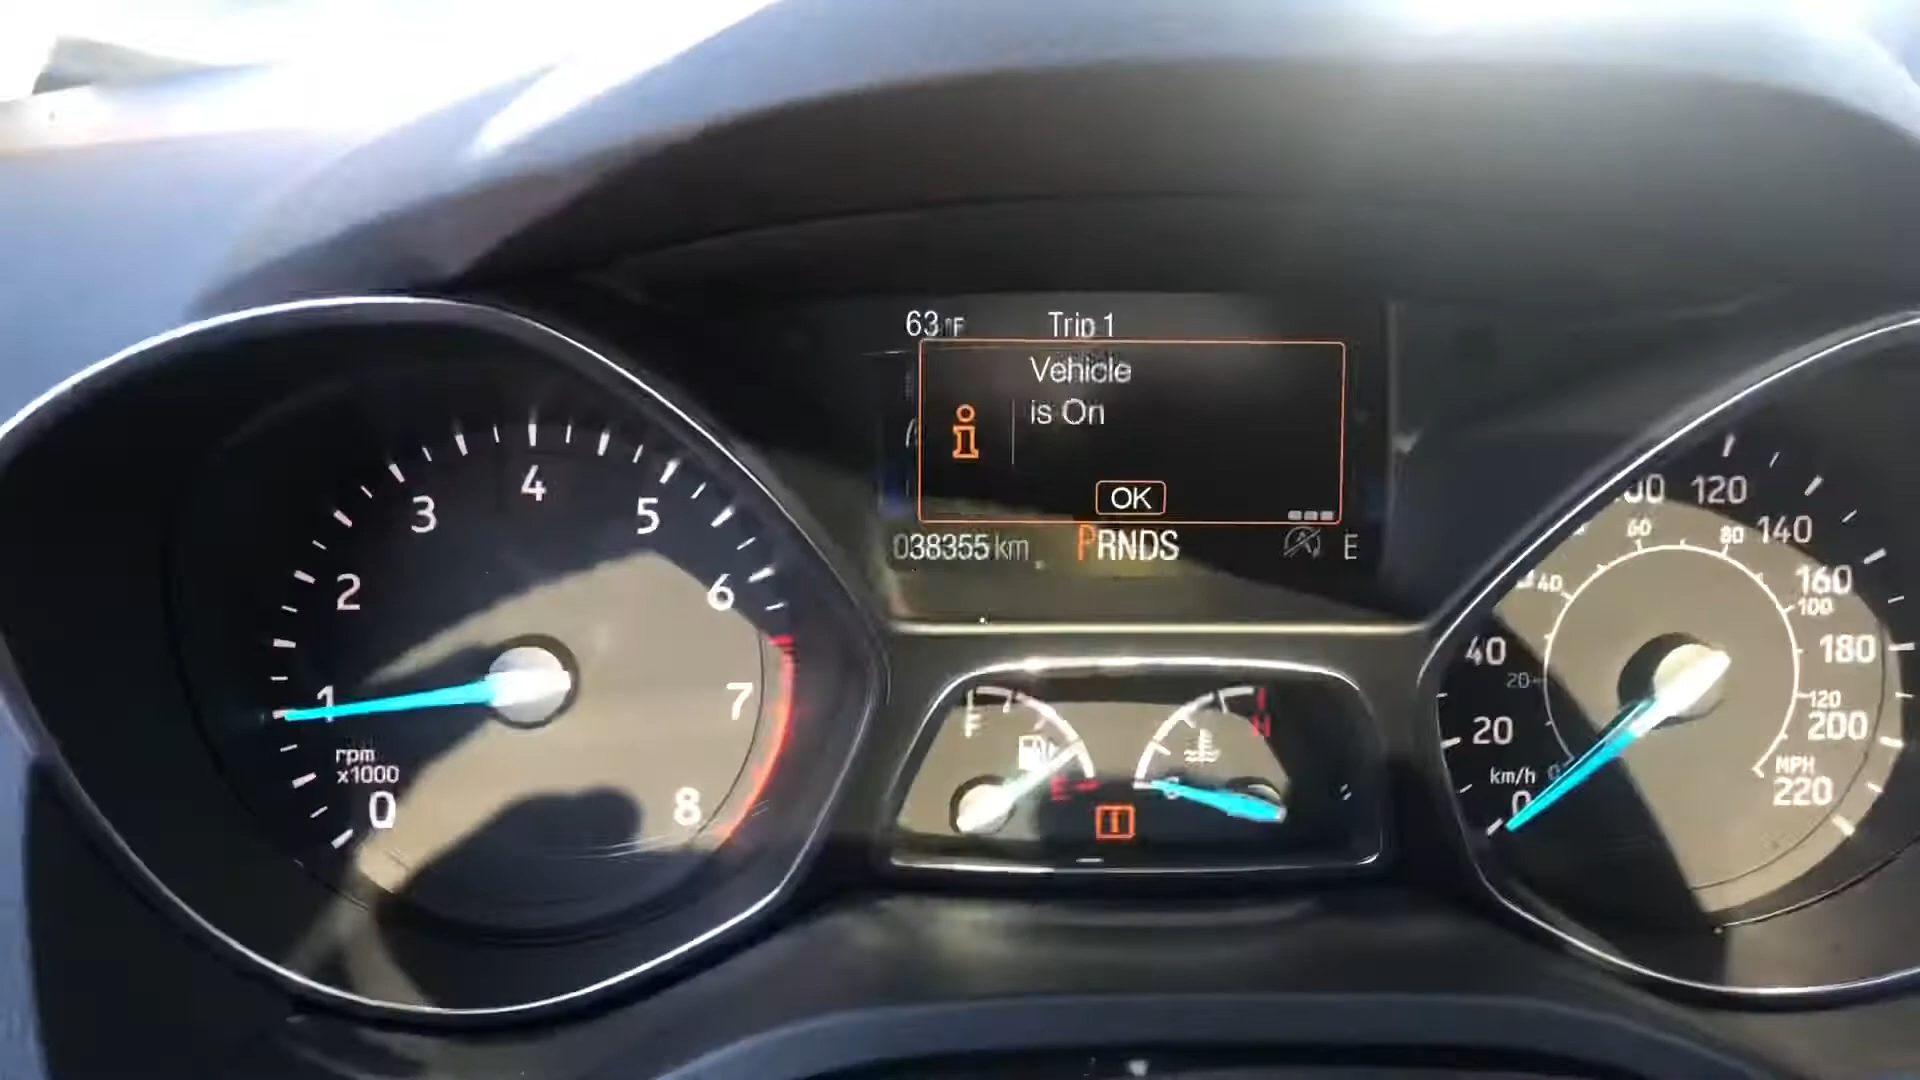 63 °F Trip 1
Vehicle
is On
OK
038355 km PRNDS E
0 1 2 3 4 5 6 7 8
rpm
x1000
F E
H C
0 20 40 120 140 160 180 200 220
km/h
20 40 60 80 100 120
MPH